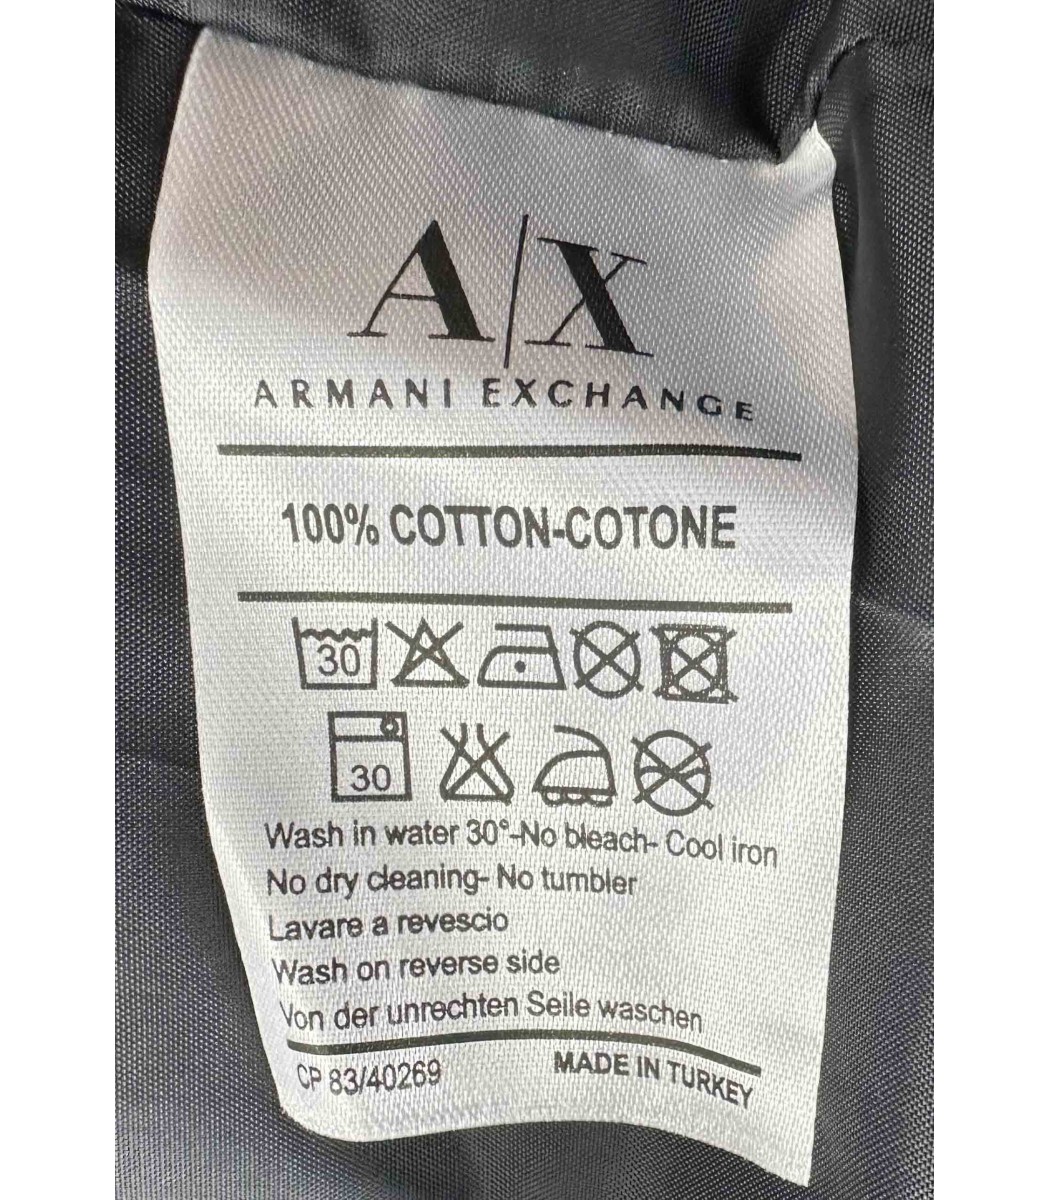 A|X
ARMANI EXCHANGE
100% COTTON-COTONE
30
30
Wash in water 30°-No bleach- Cool iron
No dry cleaning- No tumbler
Lavare a revescio
Wash on reverse side
Von der unrechten Seile waschen
CP 83/40269 MADE IN TURKEY